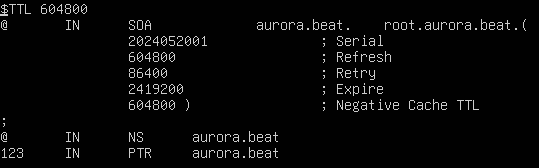 $TTL 604800
@ IN SOA aurora.beat. root.aurora.beat.(
2024052001 ; Serial
604800 ; Refresh
86400 ; Retry
2419200 ; Expire
604800 ) ; Negative Cache TTL
;
@ IN NS aurora.beat
123 IN PTR aurora.beat